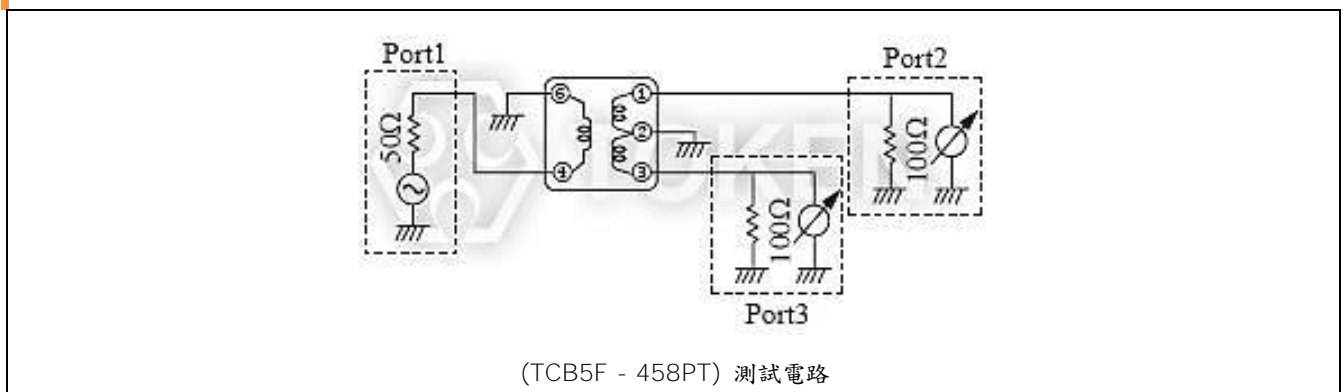 Port1
Port2
50Ω
⑥
①
②
④
③
100Ω
100Ω
Port3
(TCB5F - 458PT) 測試電路